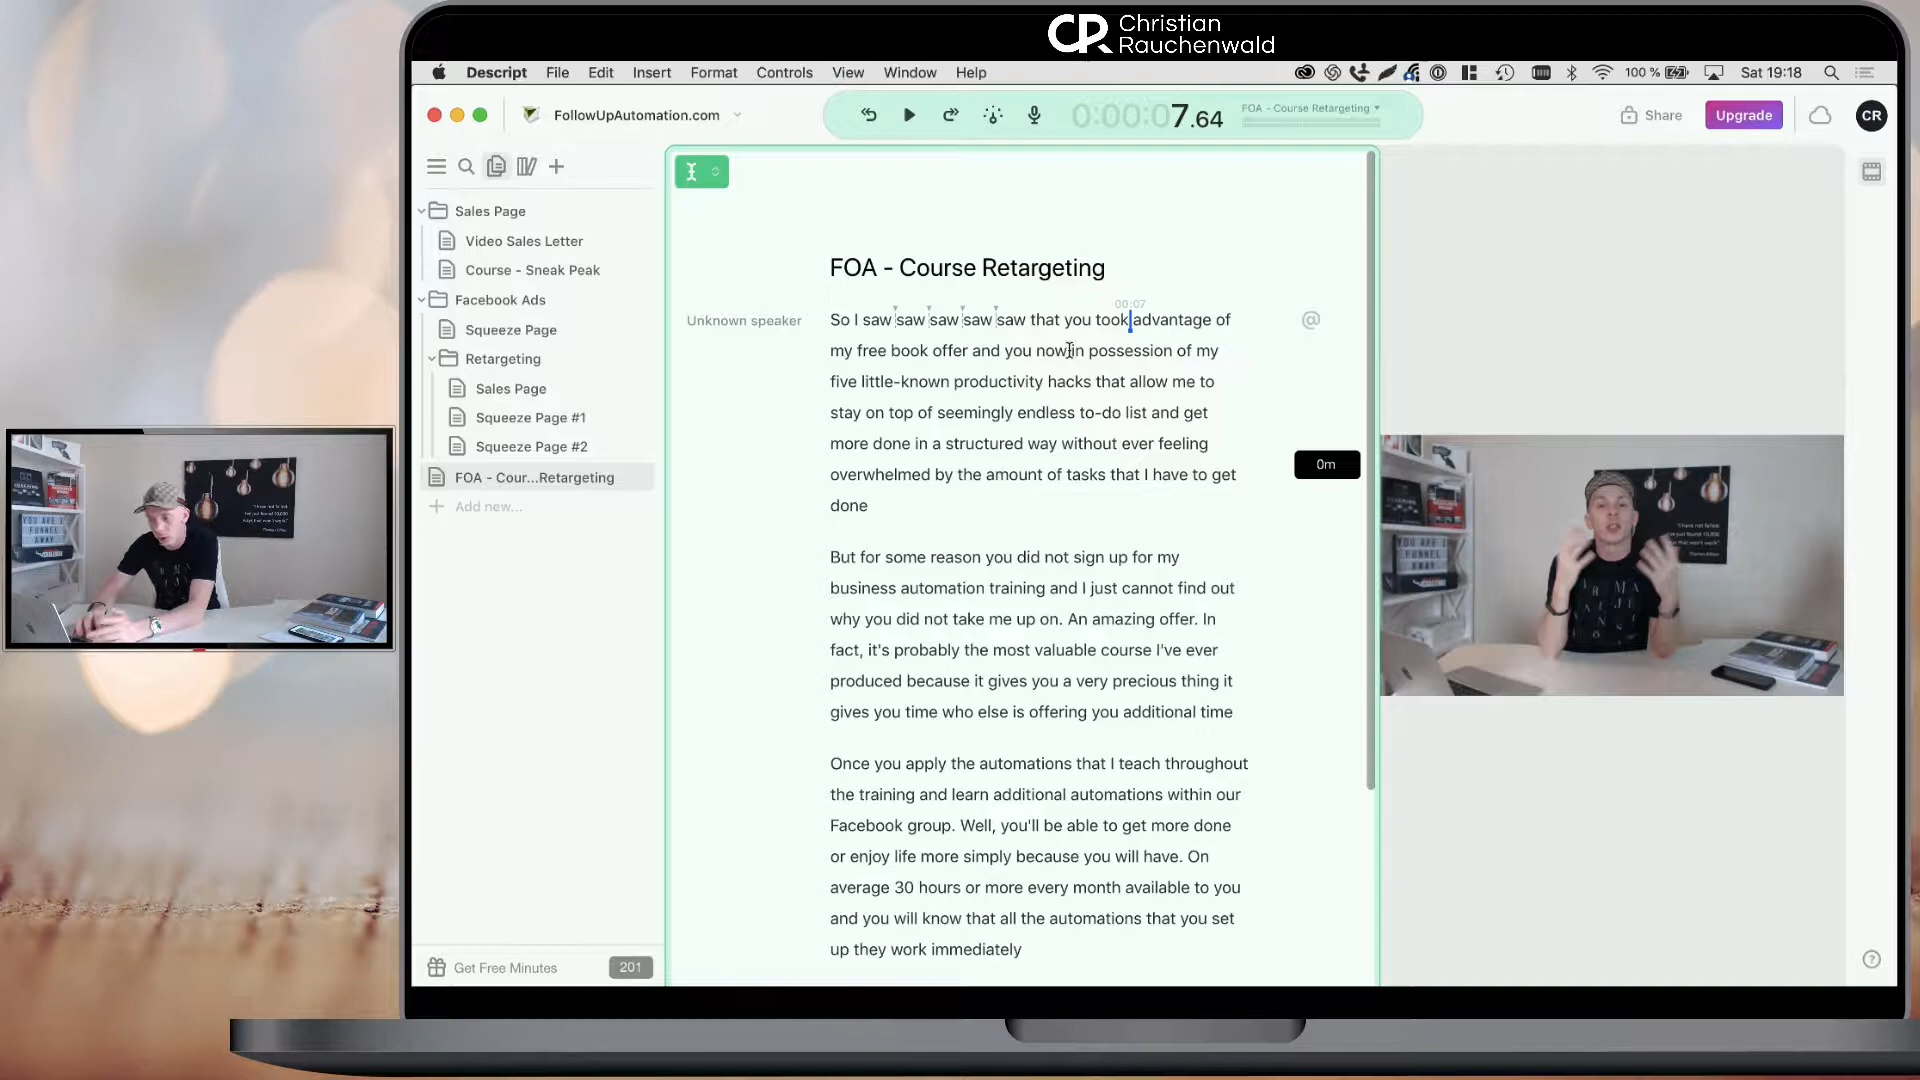 Christian
Rauchenwald
Descript File Edit Insert Format Controls View Window Help
100 % Sat 19:18
FollowUpAutomation.com
0:00:07.64
FOA - Course Retargeting
Share
Upgrade
CR
Sales Page
Video Sales Letter
Course - Sneak Peak
Facebook Ads
Squeeze Page
Retargeting
Sales Page
Squeeze Page #1
Squeeze Page #2
FOA - Cour...Retargeting
Add new...
Get Free Minutes
201
FOA - Course Retargeting
00:07
Unknown speaker
So I saw saw saw saw saw that you took advantage of
my free book offer and you now in possession of my
five little-known productivity hacks that allow me to
stay on top of seemingly endless to-do list and get
more done in a structured way without ever feeling
overwhelmed by the amount of tasks that I have to get
done
But for some reason you did not sign up for my
business automation training and I just cannot find out
why you did not take me up on. An amazing offer. In
fact, it's probably the most valuable course I've ever
produced because it gives you a very precious thing it
gives you time who else is offering you additional time
Once you apply the automations that I teach throughout
the training and learn additional automations within our
Facebook group. Well, you'll be able to get more done
or enjoy life more simply because you will have. On
average 30 hours or more every month available to you
and you will know that all the automations that you set
up they work immediately
@
0m
YOU ARE 1
FUNNEL
AWAY